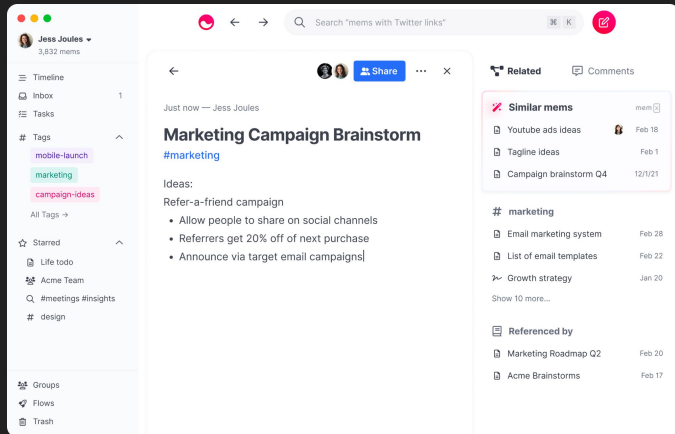 Jess Joules
3,832 mems
Timeline
Inbox 1
Tasks
# Tags
mobile-launch
marketing
campaign-ideas
All Tags →
Starred
Life todo
Acme Team
#meetings #insights
# design
Groups
Flows
Trash
Search "mems with Twitter links" ⌘ K
Share
Just now — Jess Joules
Marketing Campaign Brainstorm
#marketing
Ideas:
Refer-a-friend campaign
• Allow people to share on social channels
• Referrers get 20% off of next purchase
• Announce via target email campaigns
Related Comments
Similar mems mem x
Youtube ads ideas Feb 18
Tagline ideas Feb 1
Campaign brainstorm Q4 12/1/21
# marketing
Email marketing system Feb 28
List of email templates Feb 22
Growth strategy Jan 20
Show 10 more...
Referenced by
Marketing Roadmap Q2 Feb 20
Acme Brainstorms Feb 17